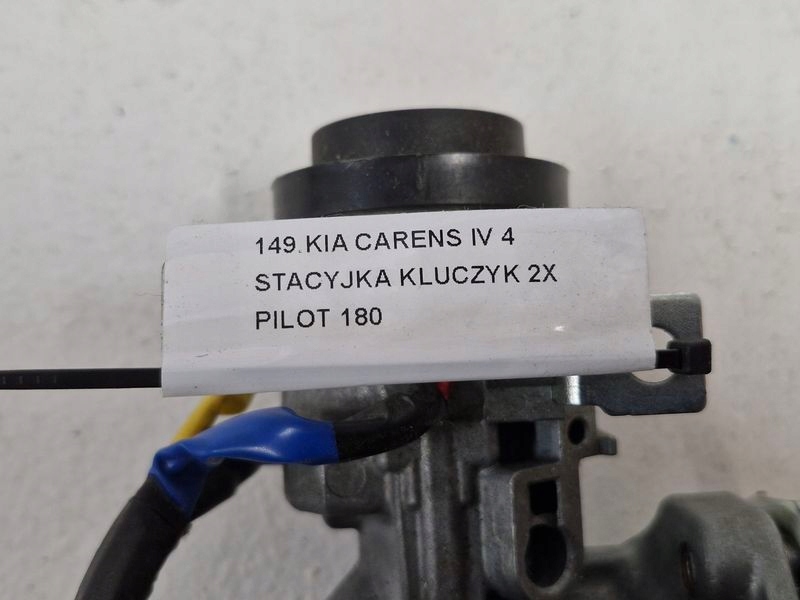 149.KIA CARENS IV 4
STACYJKA KLUCZYK 2X
PILOT 180